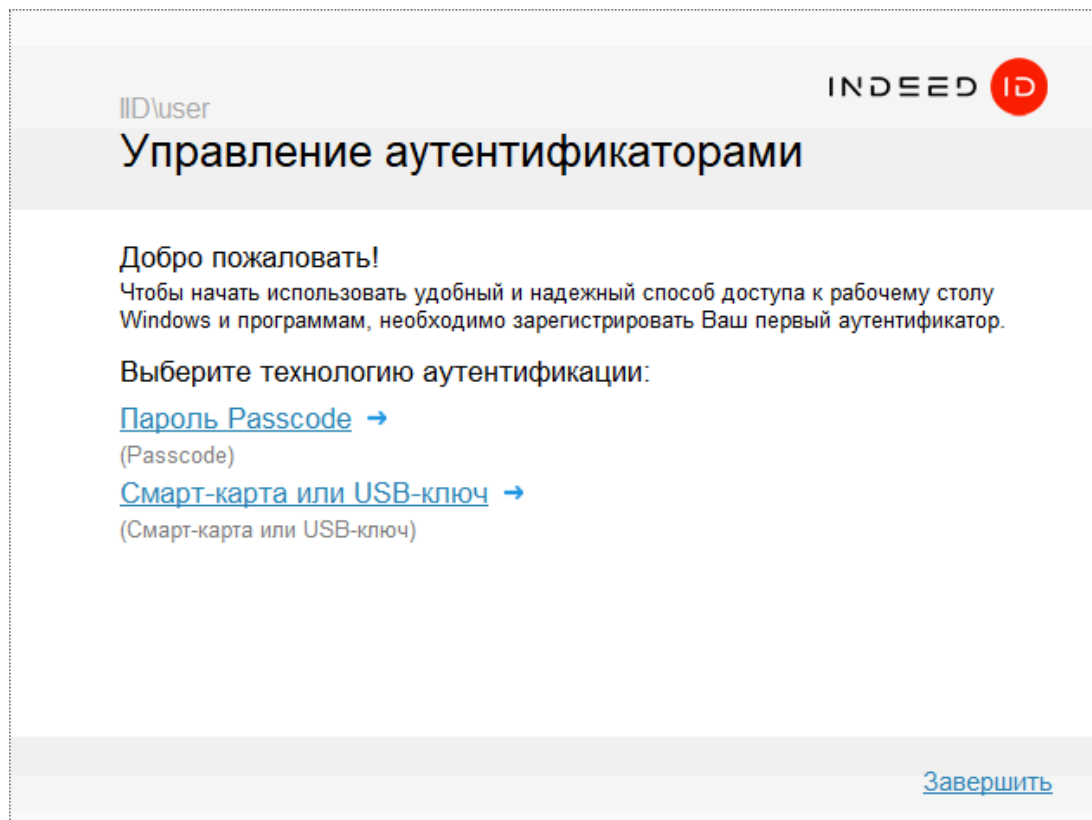 INDEED ID
IID\user
Управление аутентификаторами
Добро пожаловать!
Чтобы начать использовать удобный и надежный способ доступа к рабочему столу
Windows и программам, необходимо зарегистрировать Ваш первый аутентификатор.
Выберите технологию аутентификации:
Пароль Passcode →
(Passcode)
Смарт-карта или USB-ключ →
(Смарт-карта или USB-ключ)
Завершить